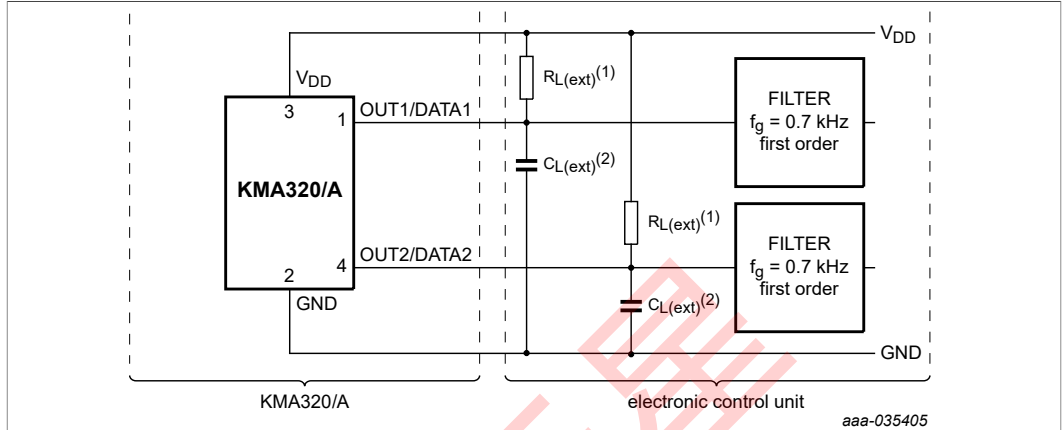 VDD
VDD
RL(ext)(1)
FILTER
fg = 0.7 kHz
first order
3
1
OUT1/DATA1
CL(ext)(2)
KMA320/A
RL(ext)(1)
FILTER
fg = 0.7 kHz
first order
OUT2/DATA2
4
2
GND
CL(ext)(2)
GND
KMA320/A
electronic control unit
aaa-035405